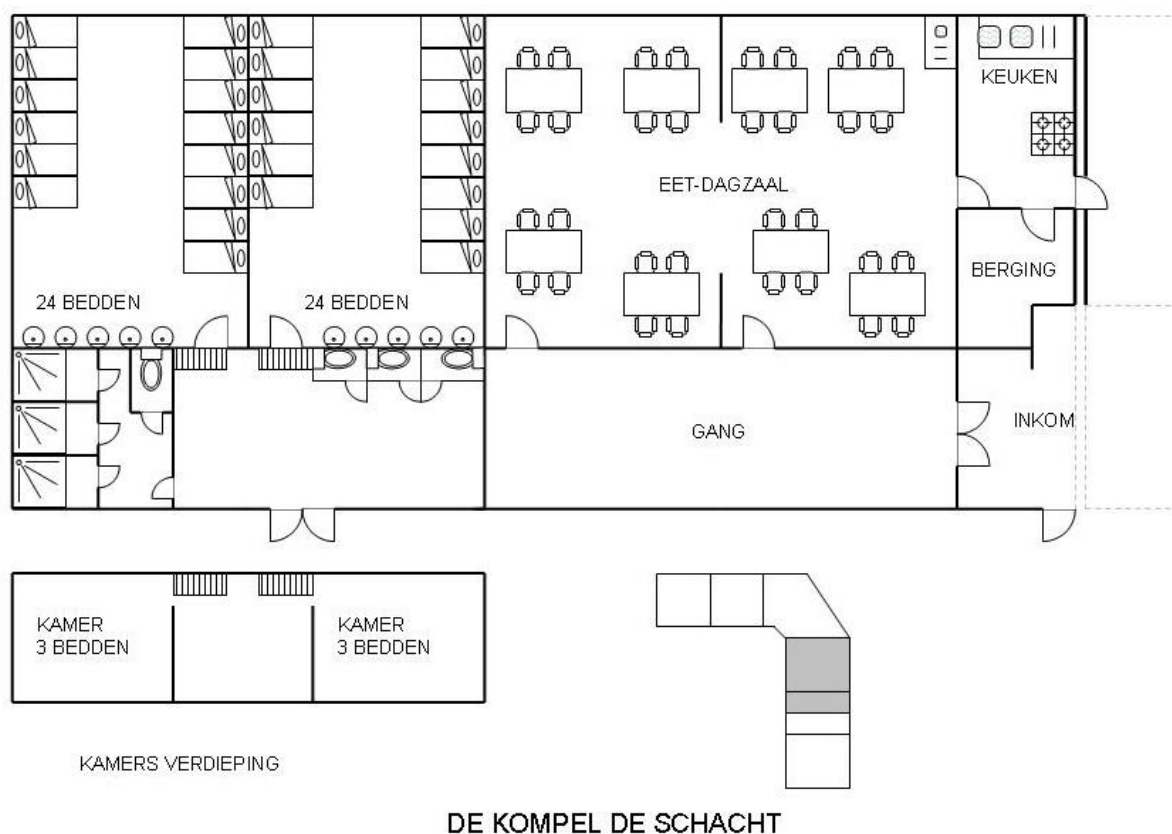 KEUKEN
EET-DAGZAAL
BERGING
24 BEDDEN
24 BEDDEN
INKOM
GANG
KAMER
3 BEDDEN
KAMER
3 BEDDEN
KAMERS VERDIEPING
DE KOMPEL DE SCHACHT